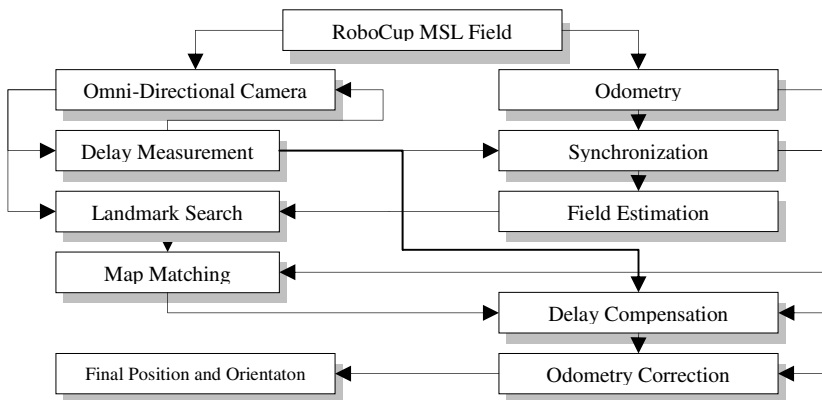 RoboCup MSL Field
Omni-Directional Camera
Odometry
Delay Measurement
Synchronization
Landmark Search
Field Estimation
Map Matching
Delay Compensation
Final Position and Orientaton
Odometry Correction